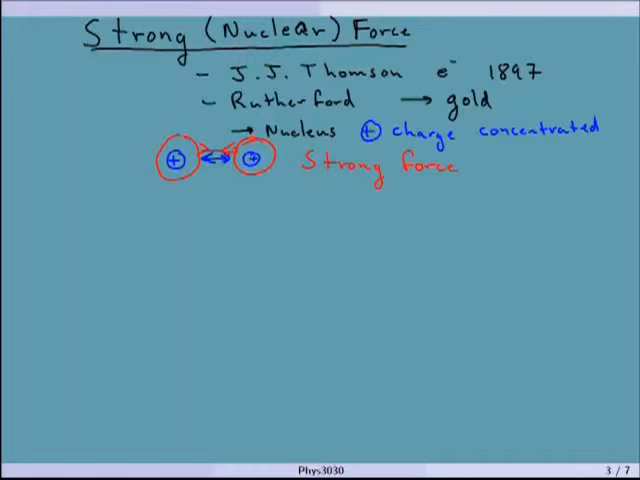 Strong (Nuclear) Force
- J.J. Thomson e⁻ 1897
- Rutherford → gold
→ Nucleus ⊕ charge concentrated
+ ↔ + Strong force
Phys3030
3 / 7